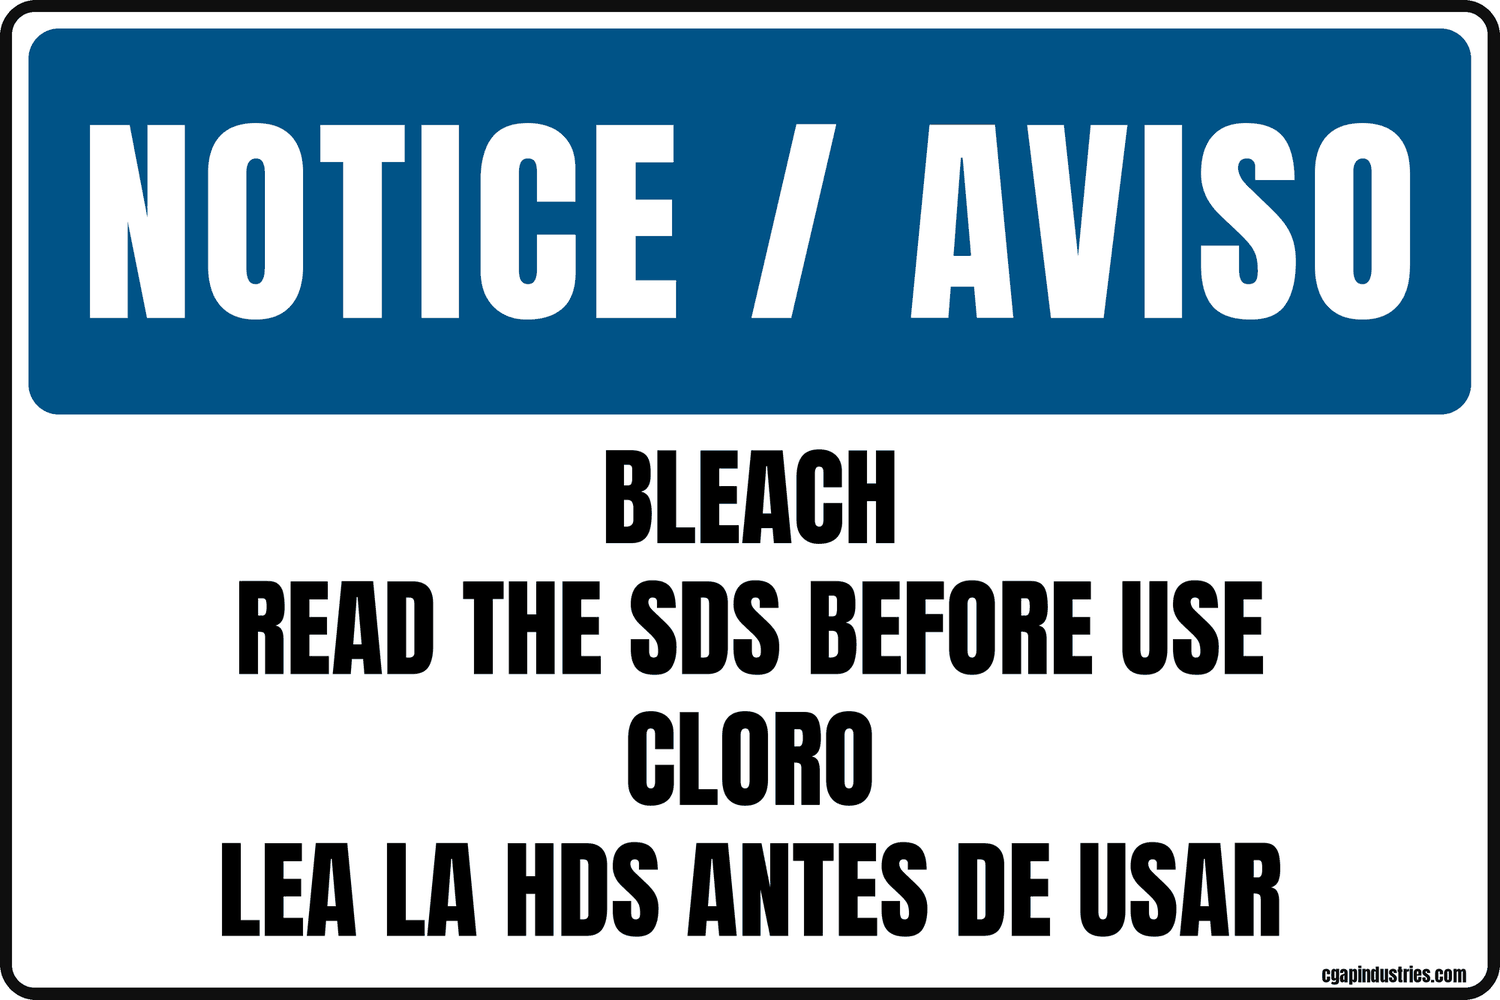 NOTICE / AVISO
BLEACH
READ THE SDS BEFORE USE
CLORO
LEA LA HDS ANTES DE USAR
cgapindustries.com